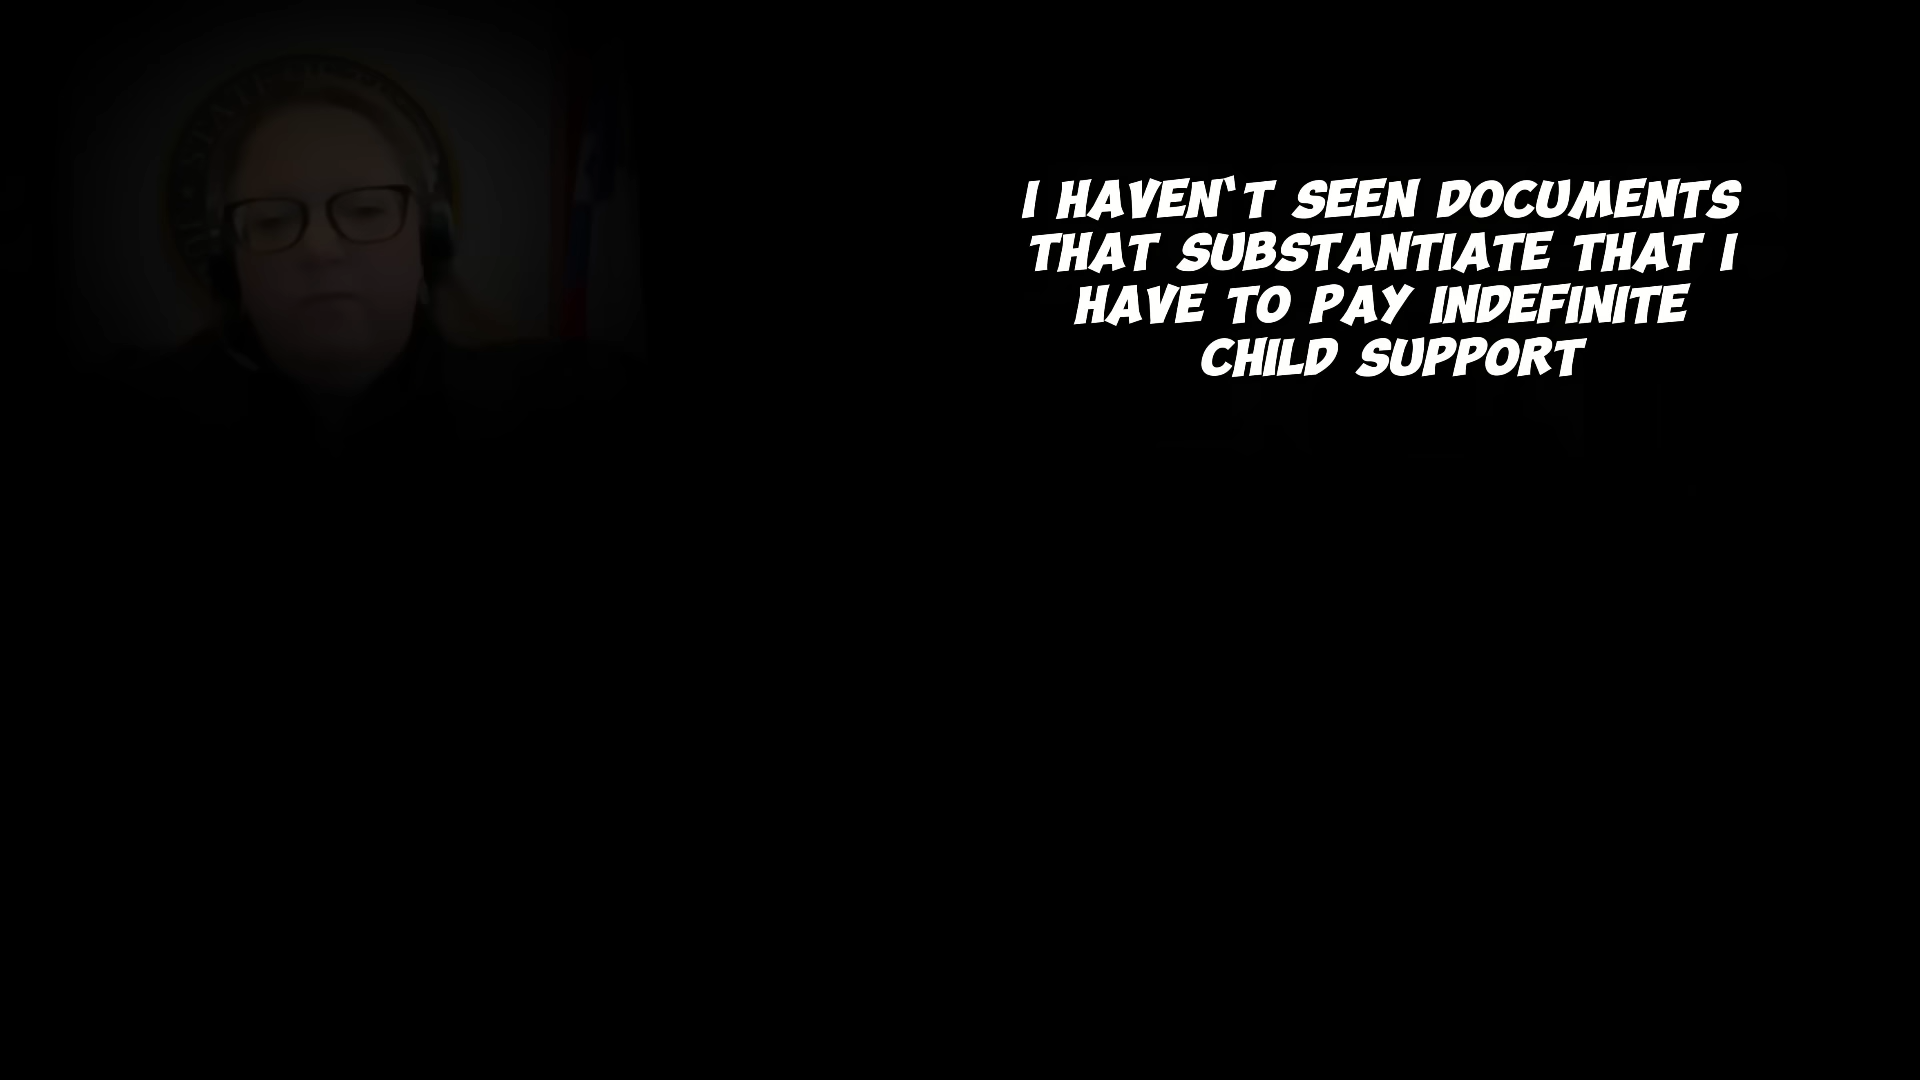 I HAVEN'T SEEN DOCUMENTS
THAT SUBSTANTIATE THAT I
HAVE TO PAY INDEFINITE
CHILD SUPPORT